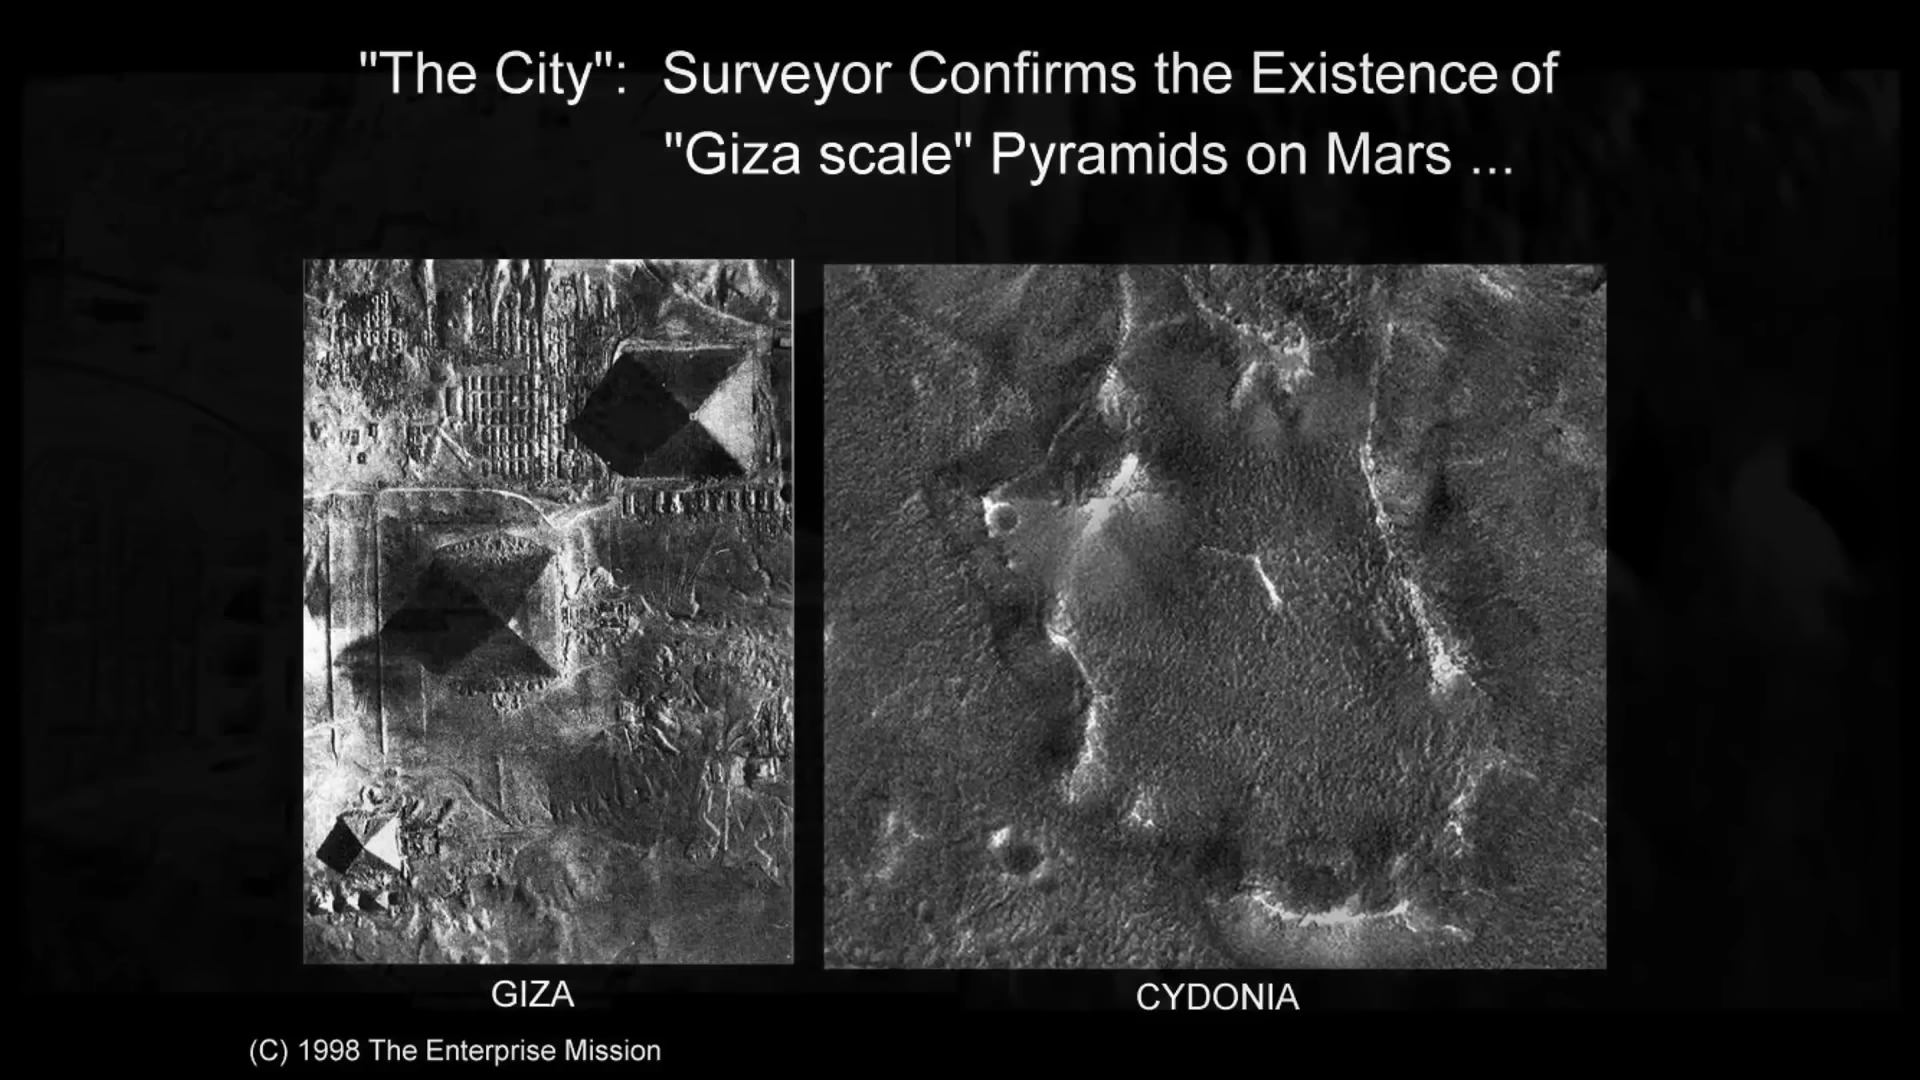 "The City": Surveyor Confirms the Existence of
"Giza scale" Pyramids on Mars ...
GIZA
CYDONIA
(C) 1998 The Enterprise Mission